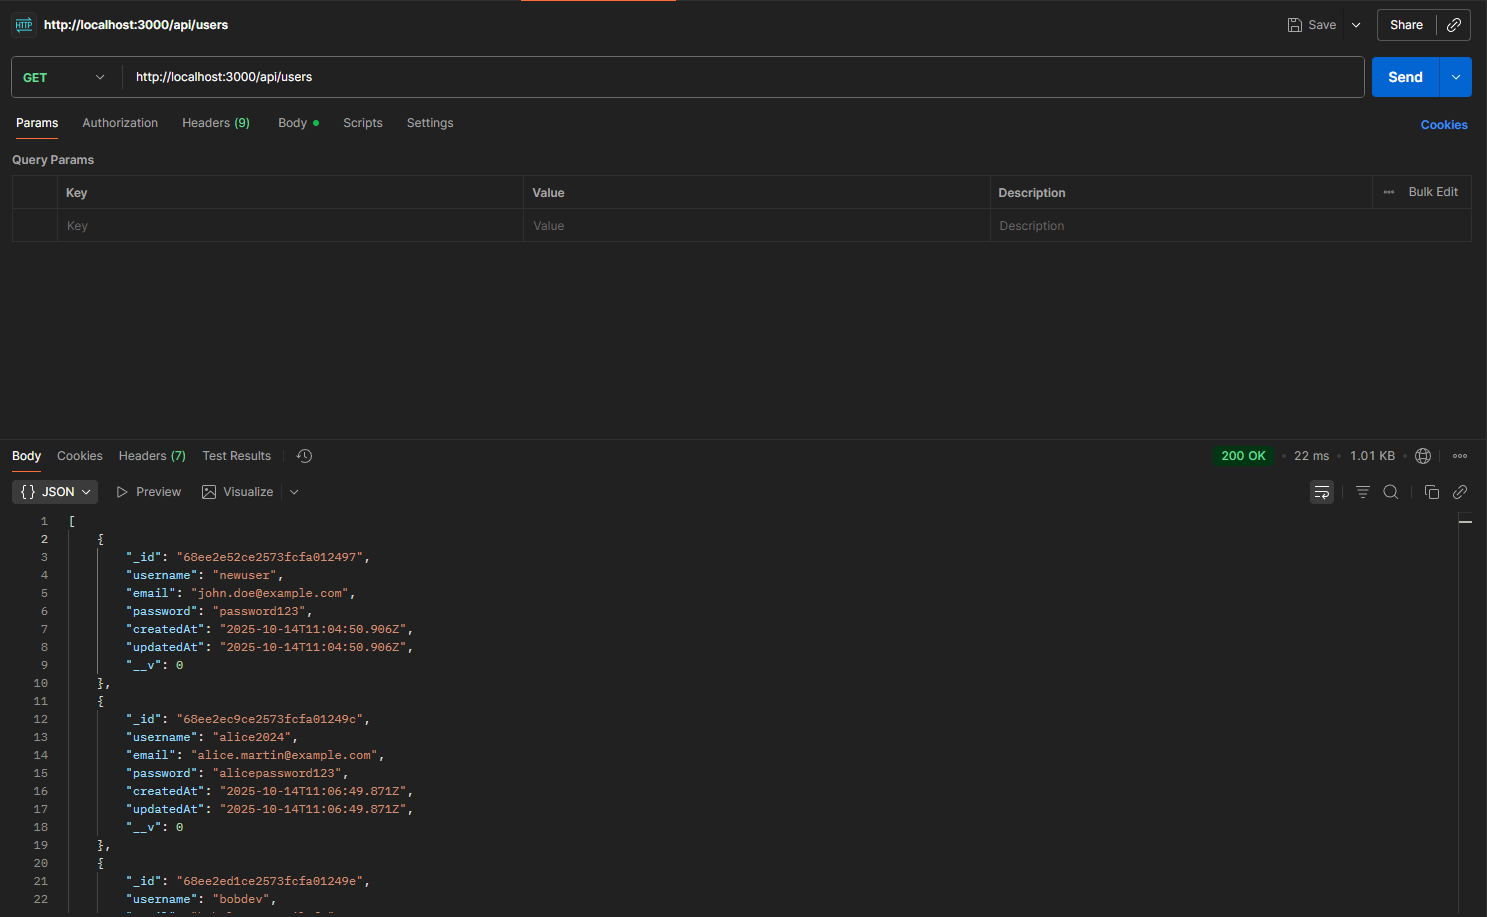 HTTP http://localhost:3000/api/users Save Share
GET http://localhost:3000/api/users Send
Params Authorization Headers (9) Body Scripts Settings Cookies
Query Params
Key Value Description Bulk Edit
Key Value Description
Body Cookies Headers (7) Test Results 200 OK 22 ms 1.01 KB
{ } JSON Preview Visualize
1 [
2 {
3 "_id": "68ee2e52ce2573fcfa012497",
4 "username": "newuser",
5 "email": "john.doe@example.com",
6 "password": "password123",
7 "createdAt": "2025-10-14T11:04:50.906Z",
8 "updatedAt": "2025-10-14T11:04:50.906Z",
9 "__v": 0
10 },
11 {
12 "_id": "68ee2ec9ce2573fcfa01249c",
13 "username": "alice2024",
14 "email": "alice.martin@example.com",
15 "password": "alicepassword123",
16 "createdAt": "2025-10-14T11:06:49.871Z",
17 "updatedAt": "2025-10-14T11:06:49.871Z",
18 "__v": 0
19 },
20 {
21 "_id": "68ee2ed1ce2573fcfa01249e",
22 "username": "bobdev",